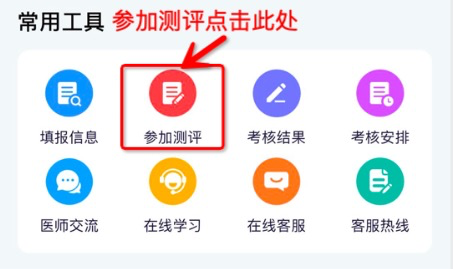 常用工具 参加测评点击此处
填报信息 参加测评 考核结果 考核安排
医师交流 在线学习 在线客服 客服热线